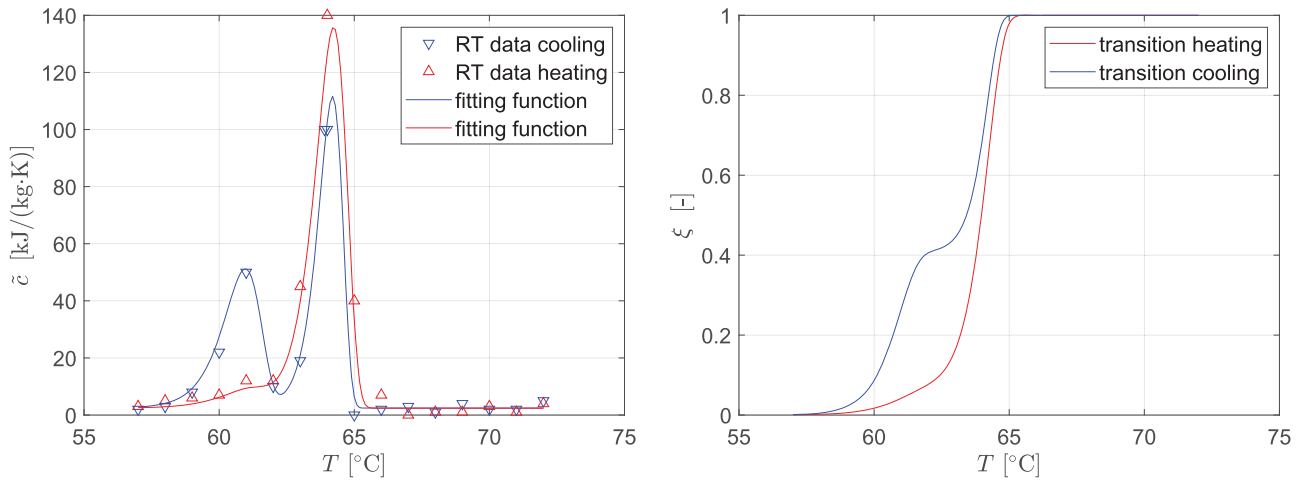 140
120
100
80
60
40
20
0
c̃ [kJ/(kg·K)]
55
60
65
70
75
T [°C]
RT data cooling
RT data heating
fitting function
fitting function
1
0.8
0.6
0.4
0.2
0
ξ [-]
55
60
65
70
75
T [°C]
transition heating
transition cooling